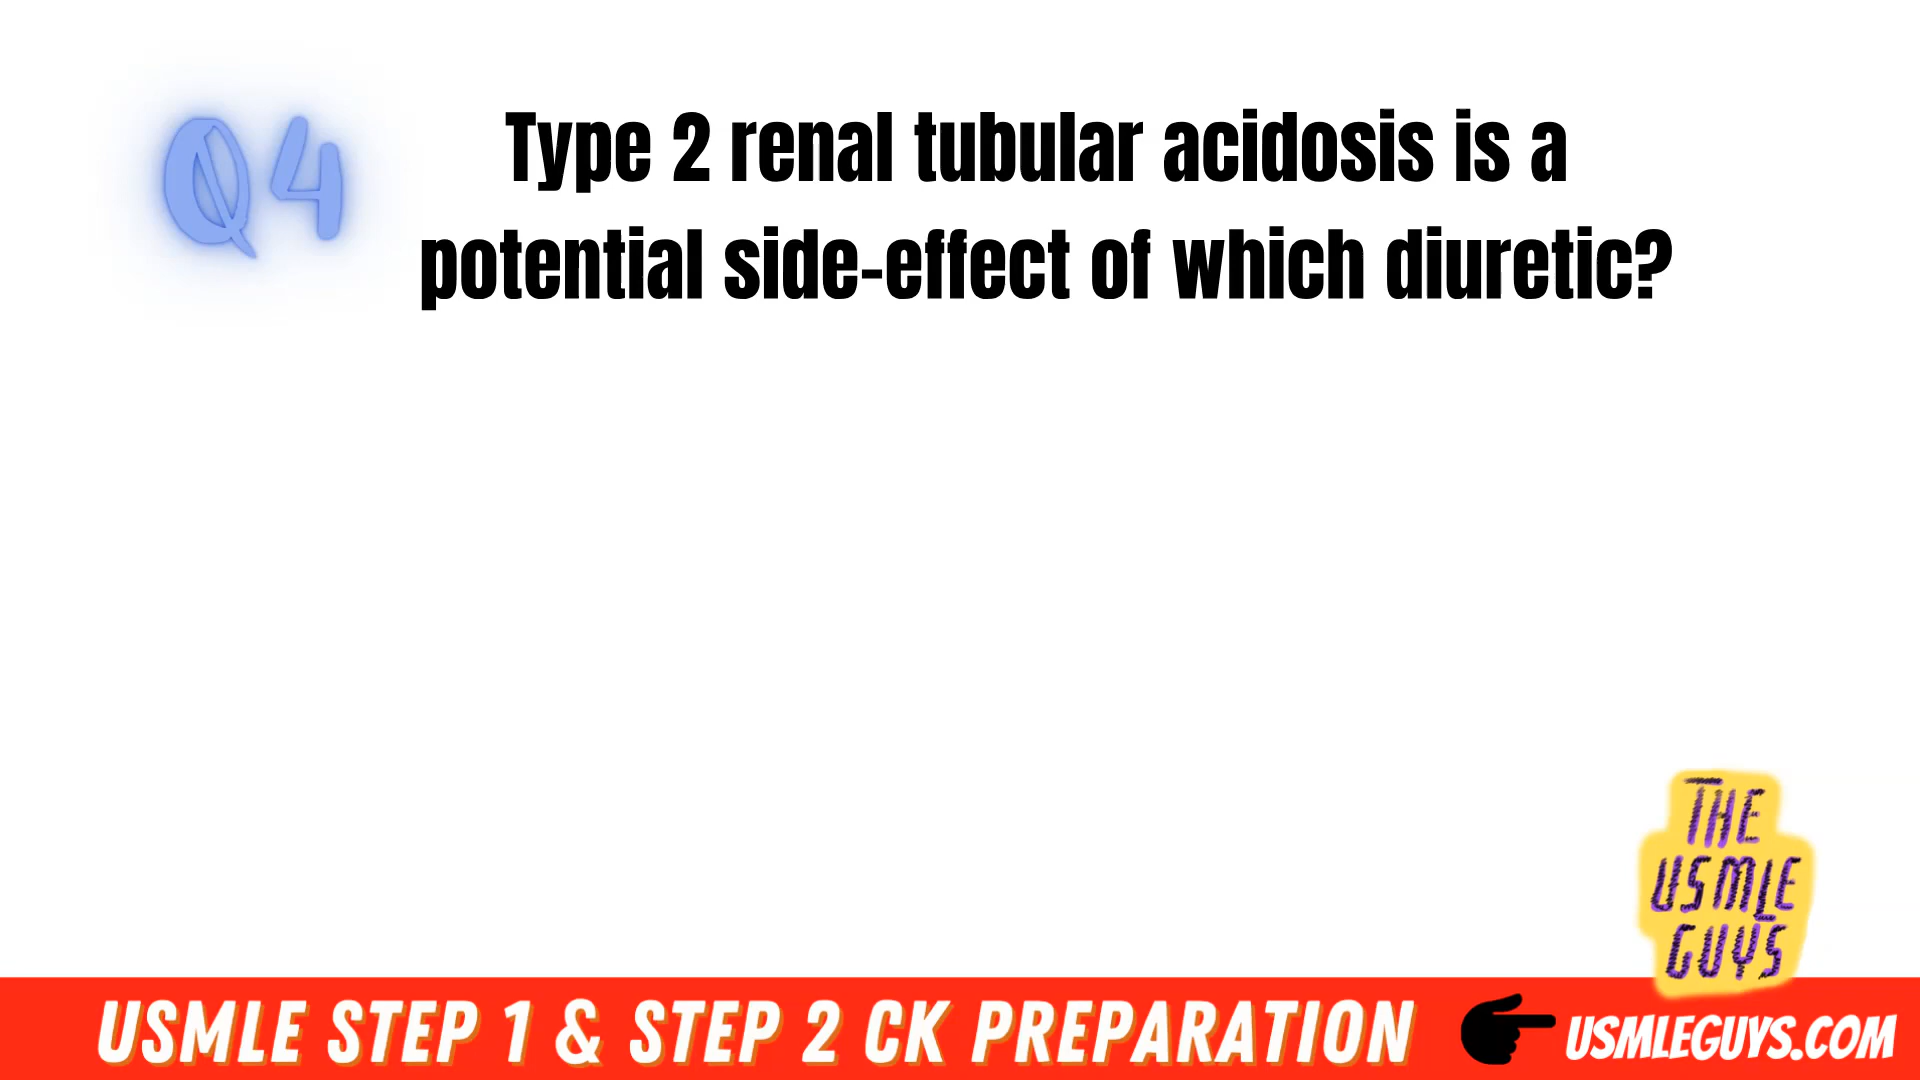 Q4
Type 2 renal tubular acidosis is a
potential side-effect of which diuretic?
THE
USMLE
GUYS
USMLE STEP 1 & STEP 2 CK PREPARATION
USMLEGUYS.COM